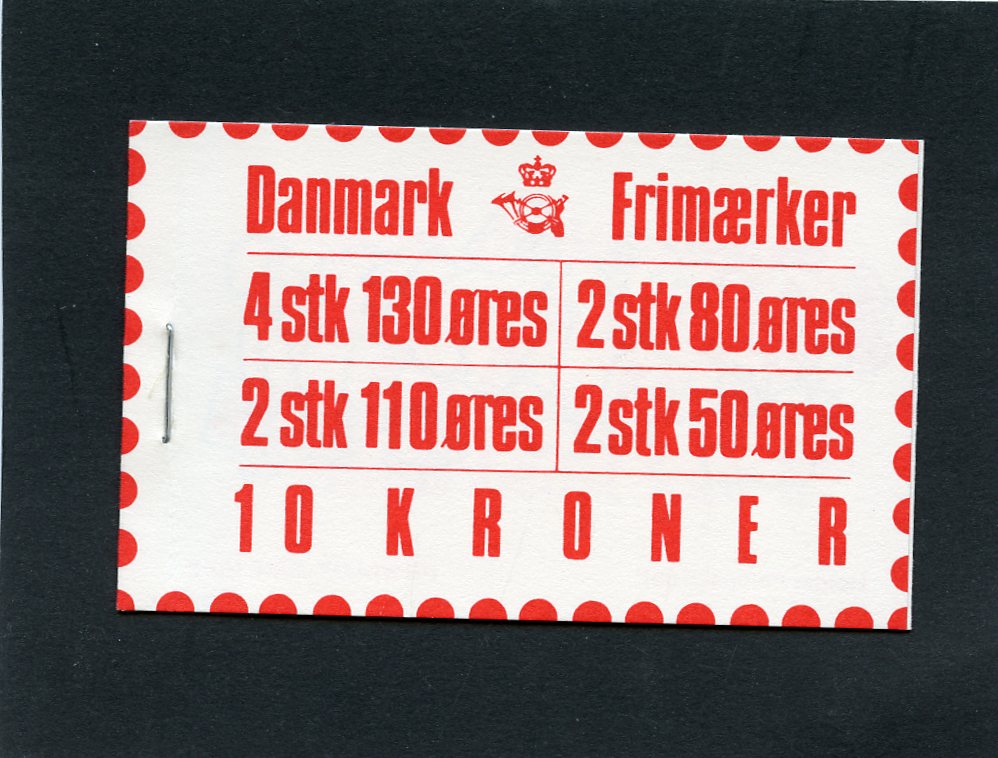 Danmark Frimærker
4 stk 130 øres 2 stk 80 øres
2 stk 110 øres 2 stk 50 øres
10 KRONER